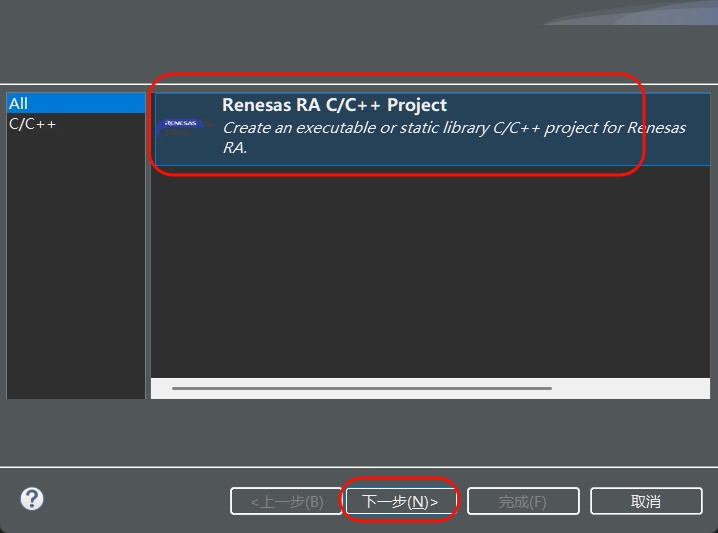 All
C/C++
RENESAS
Renesas RA C/C++ Project
Create an executable or static library C/C++ project for Renesas
RA.
?
<上一步(B)
下一步(N)>
完成(F)
取消